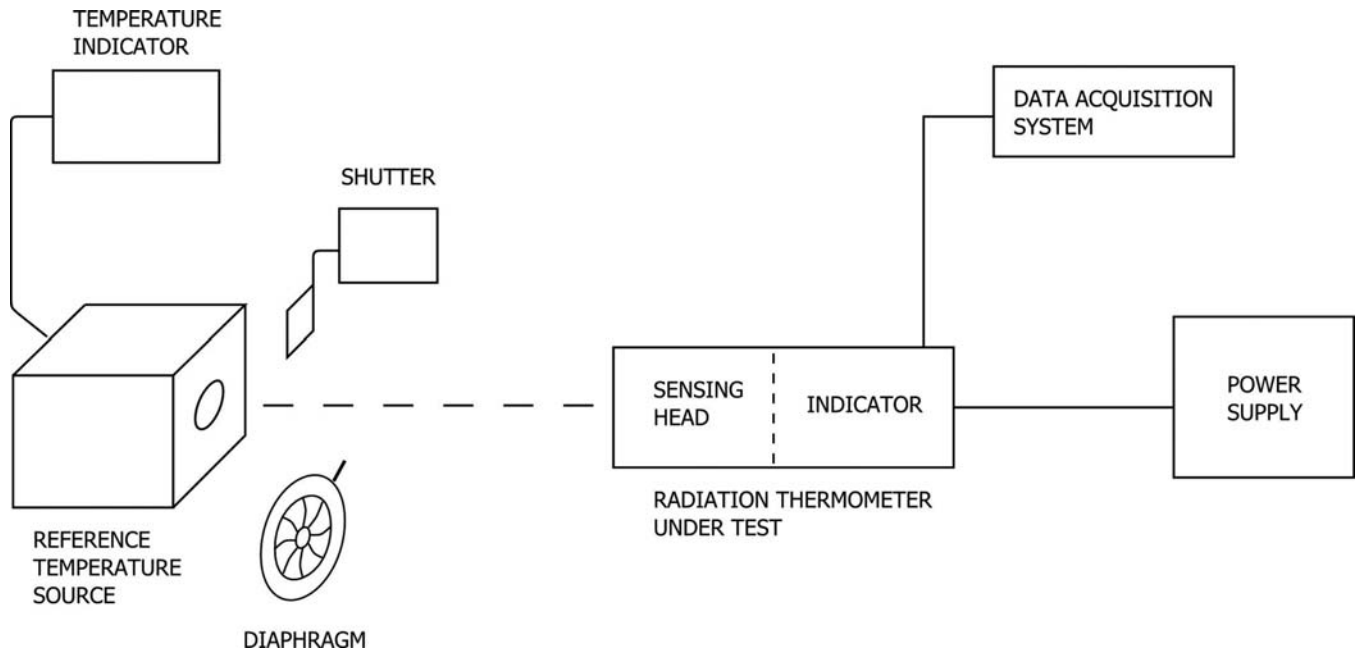 TEMPERATURE
INDICATOR
DATA ACQUISITION
SYSTEM
SHUTTER
SENSING
HEAD
INDICATOR
POWER
SUPPLY
RADIATION THERMOMETER
UNDER TEST
REFERENCE
TEMPERATURE
SOURCE
DIAPHRAGM